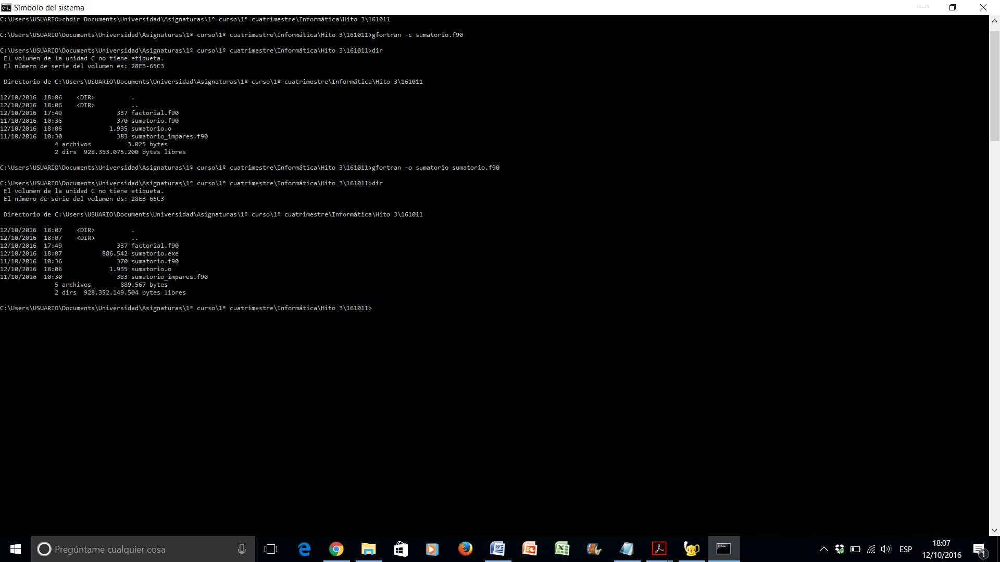 Símbolo del sistema
C:\Users\USUARIO>chdir Documents\Universidad\Asignaturas\1º curso\1º cuatrimestre\Informática\Hito 3\161011
C:\Users\USUARIO\Documents\Universidad\Asignaturas\1º curso\1º cuatrimestre\Informática\Hito 3\161011>gfortran -c sumatorio.f90
C:\Users\USUARIO\Documents\Universidad\Asignaturas\1º curso\1º cuatrimestre\Informática\Hito 3\161011>dir
El volumen de la unidad C no tiene etiqueta.
El número de serie del volumen es: 28EB-65C3
Directorio de C:\Users\USUARIO\Documents\Universidad\Asignaturas\1º curso\1º cuatrimestre\Informática\Hito 3\161011
12/10/2016  18:06    <DIR>          .
12/10/2016  18:06    <DIR>          ..
12/10/2016  17:49               337 factorial.f90
11/10/2016  10:36               370 sumatorio.f90
12/10/2016  18:06             1.935 sumatorio.o
11/10/2016  10:30               383 sumatorio_impares.f90
4 archivos          3.025 bytes
2 dirs  928.353.075.200 bytes libres
C:\Users\USUARIO\Documents\Universidad\Asignaturas\1º curso\1º cuatrimestre\Informática\Hito 3\161011>gfortran -o sumatorio sumatorio.f90
C:\Users\USUARIO\Documents\Universidad\Asignaturas\1º curso\1º cuatrimestre\Informática\Hito 3\161011>dir
El volumen de la unidad C no tiene etiqueta.
El número de serie del volumen es: 28EB-65C3
Directorio de C:\Users\USUARIO\Documents\Universidad\Asignaturas\1º curso\1º cuatrimestre\Informática\Hito 3\161011
12/10/2016  18:07    <DIR>          .
12/10/2016  18:07    <DIR>          ..
12/10/2016  17:49               337 factorial.f90
12/10/2016  18:07           886.542 sumatorio.exe
11/10/2016  10:36               370 sumatorio.f90
12/10/2016  18:06             1.935 sumatorio.o
11/10/2016  10:30               383 sumatorio_impares.f90
5 archivos        889.567 bytes
2 dirs  928.352.149.504 bytes libres
C:\Users\USUARIO\Documents\Universidad\Asignaturas\1º curso\1º cuatrimestre\Informática\Hito 3\161011>
Pregúntame cualquier cosa
ESP
18:07
12/10/2016
1